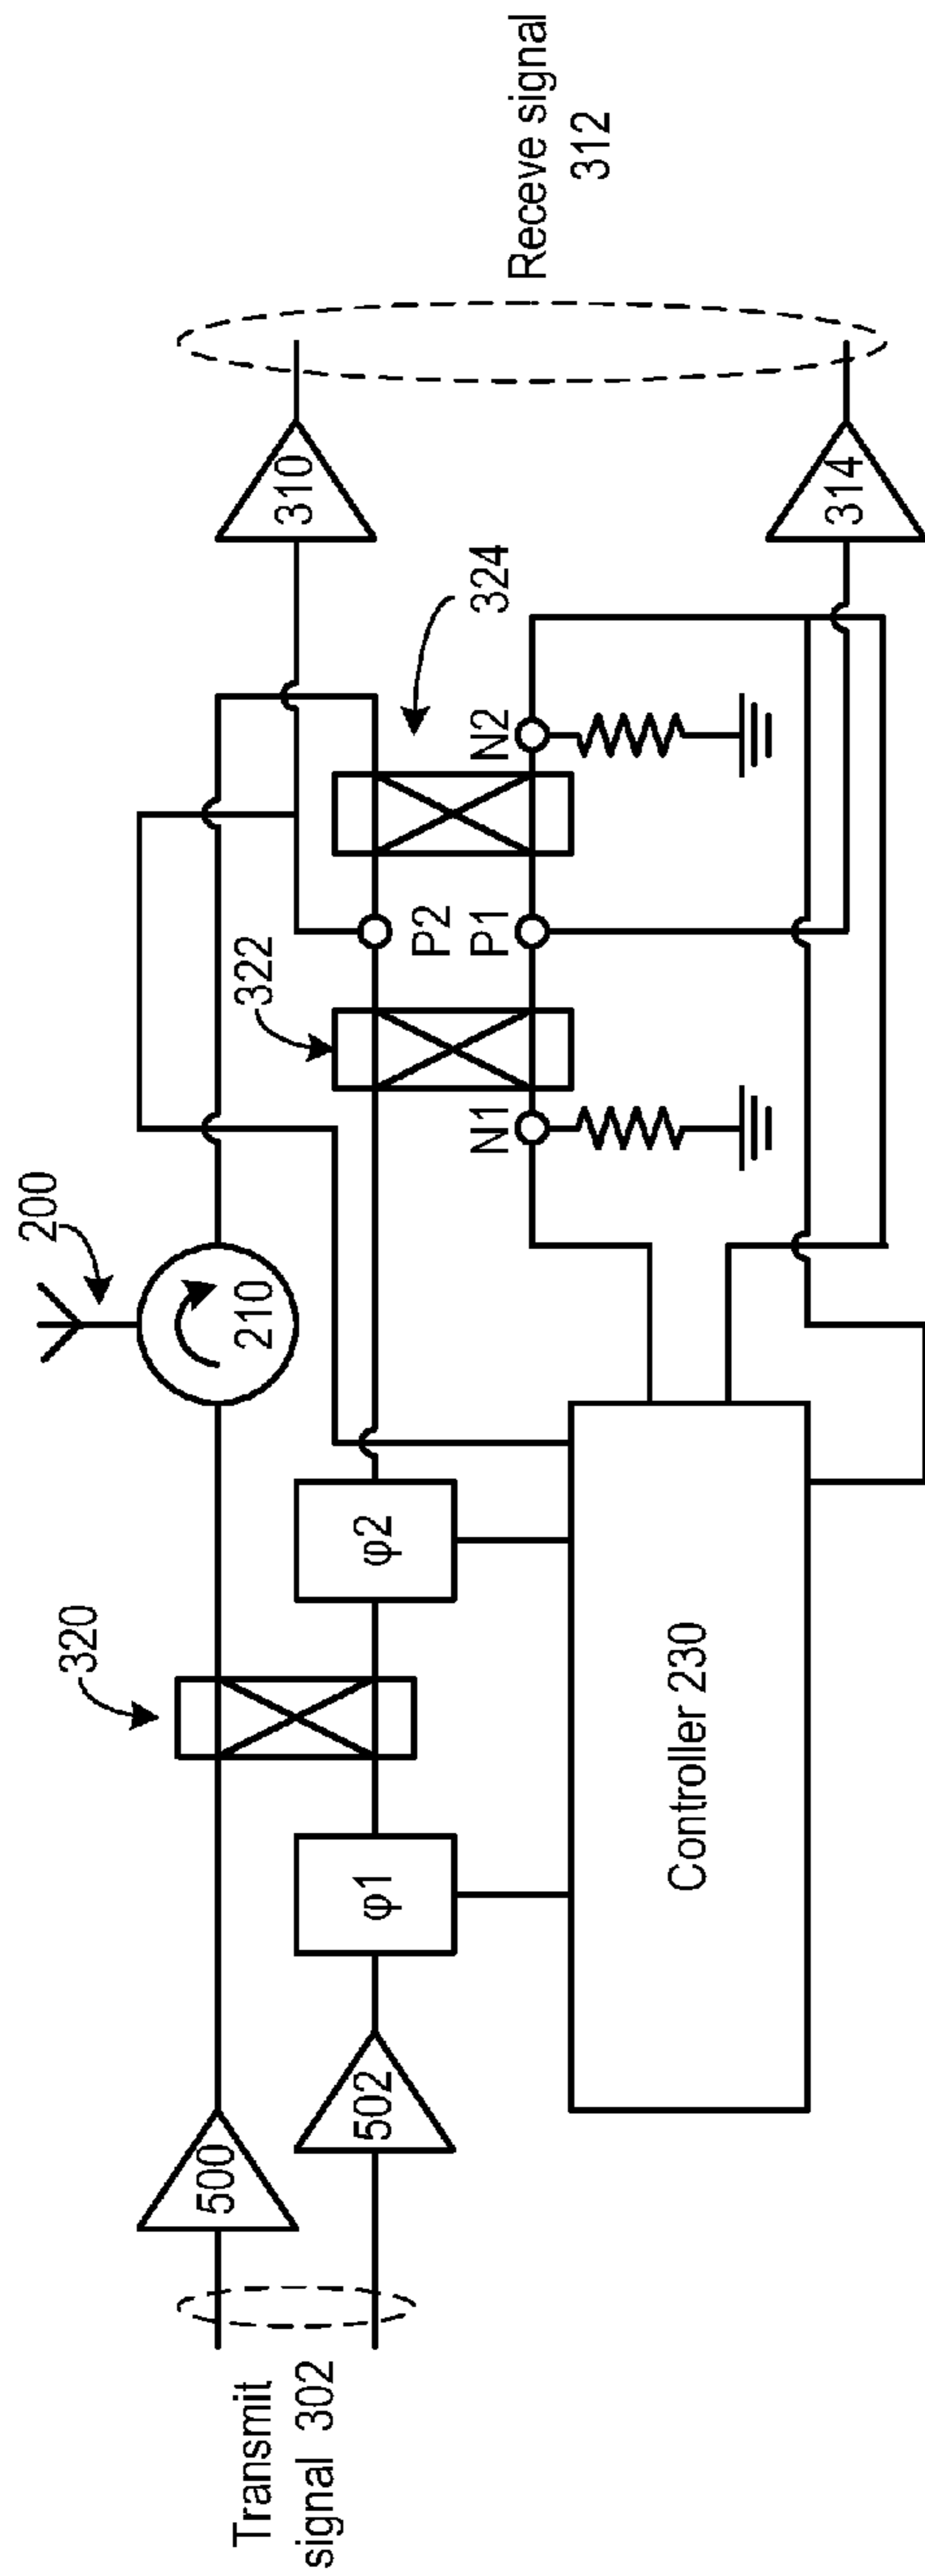 200
320
500
502
φ1
φ2
210
322
324
310
314
P2
P1
N1
N2
Controller 230
Transmit
signal 302
Receve signal
312